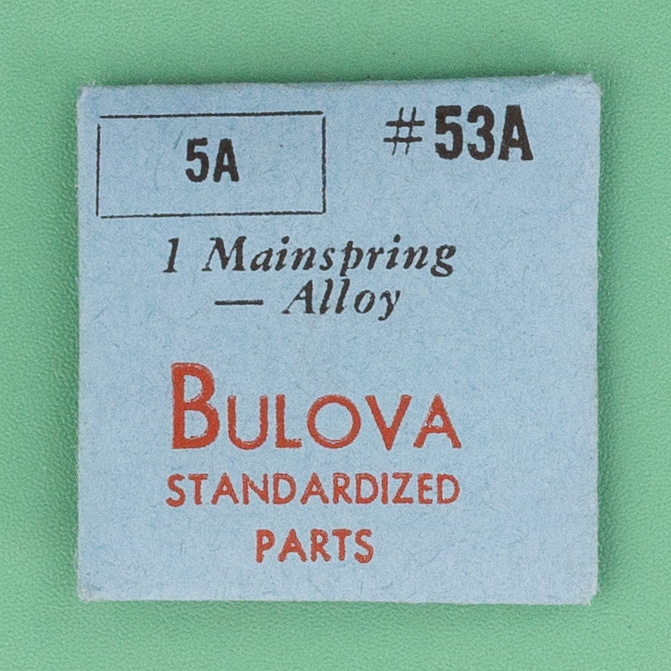 5A
#53A
1 Mainspring
— Alloy
BULOVA
STANDARDIZED
PARTS